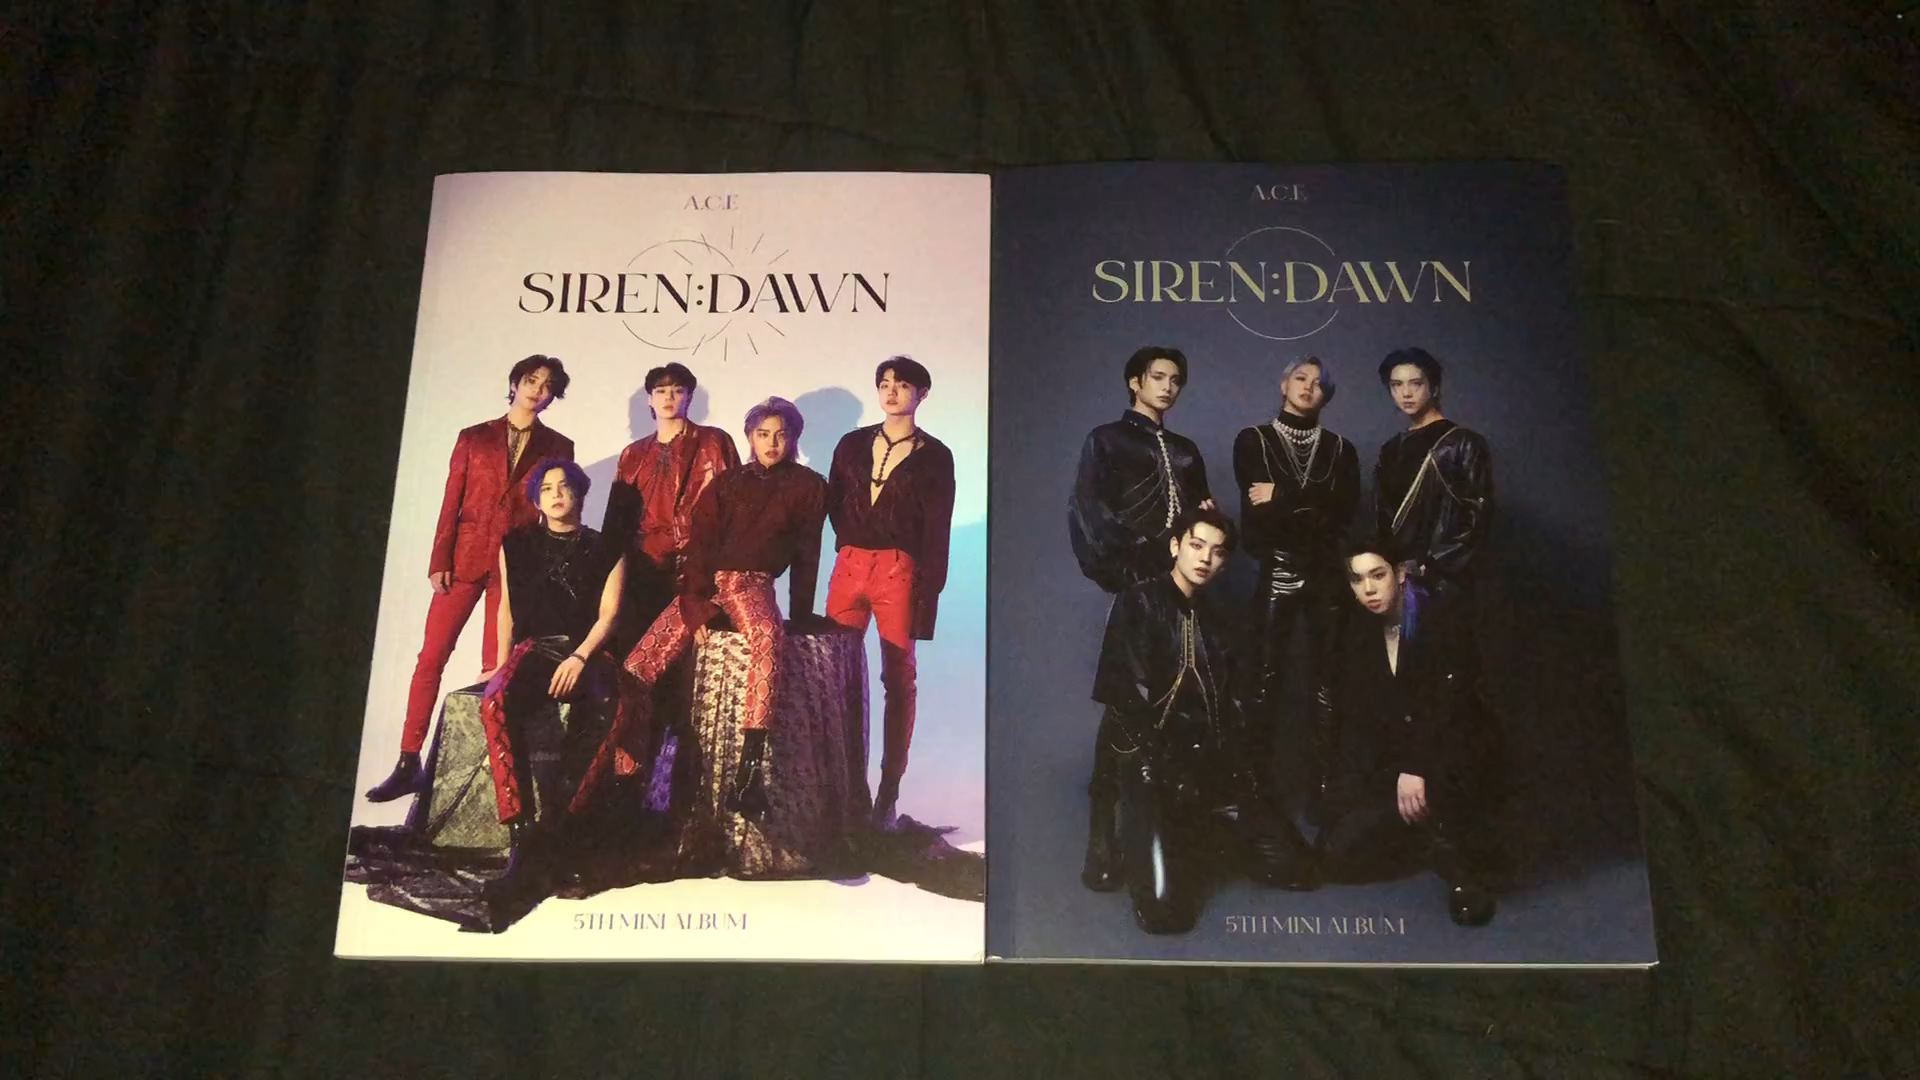 A.C.E
SIREN:DAWN
5TH MINI ALBUM
A.C.E
SIREN:DAWN
5TH MINI ALBUM